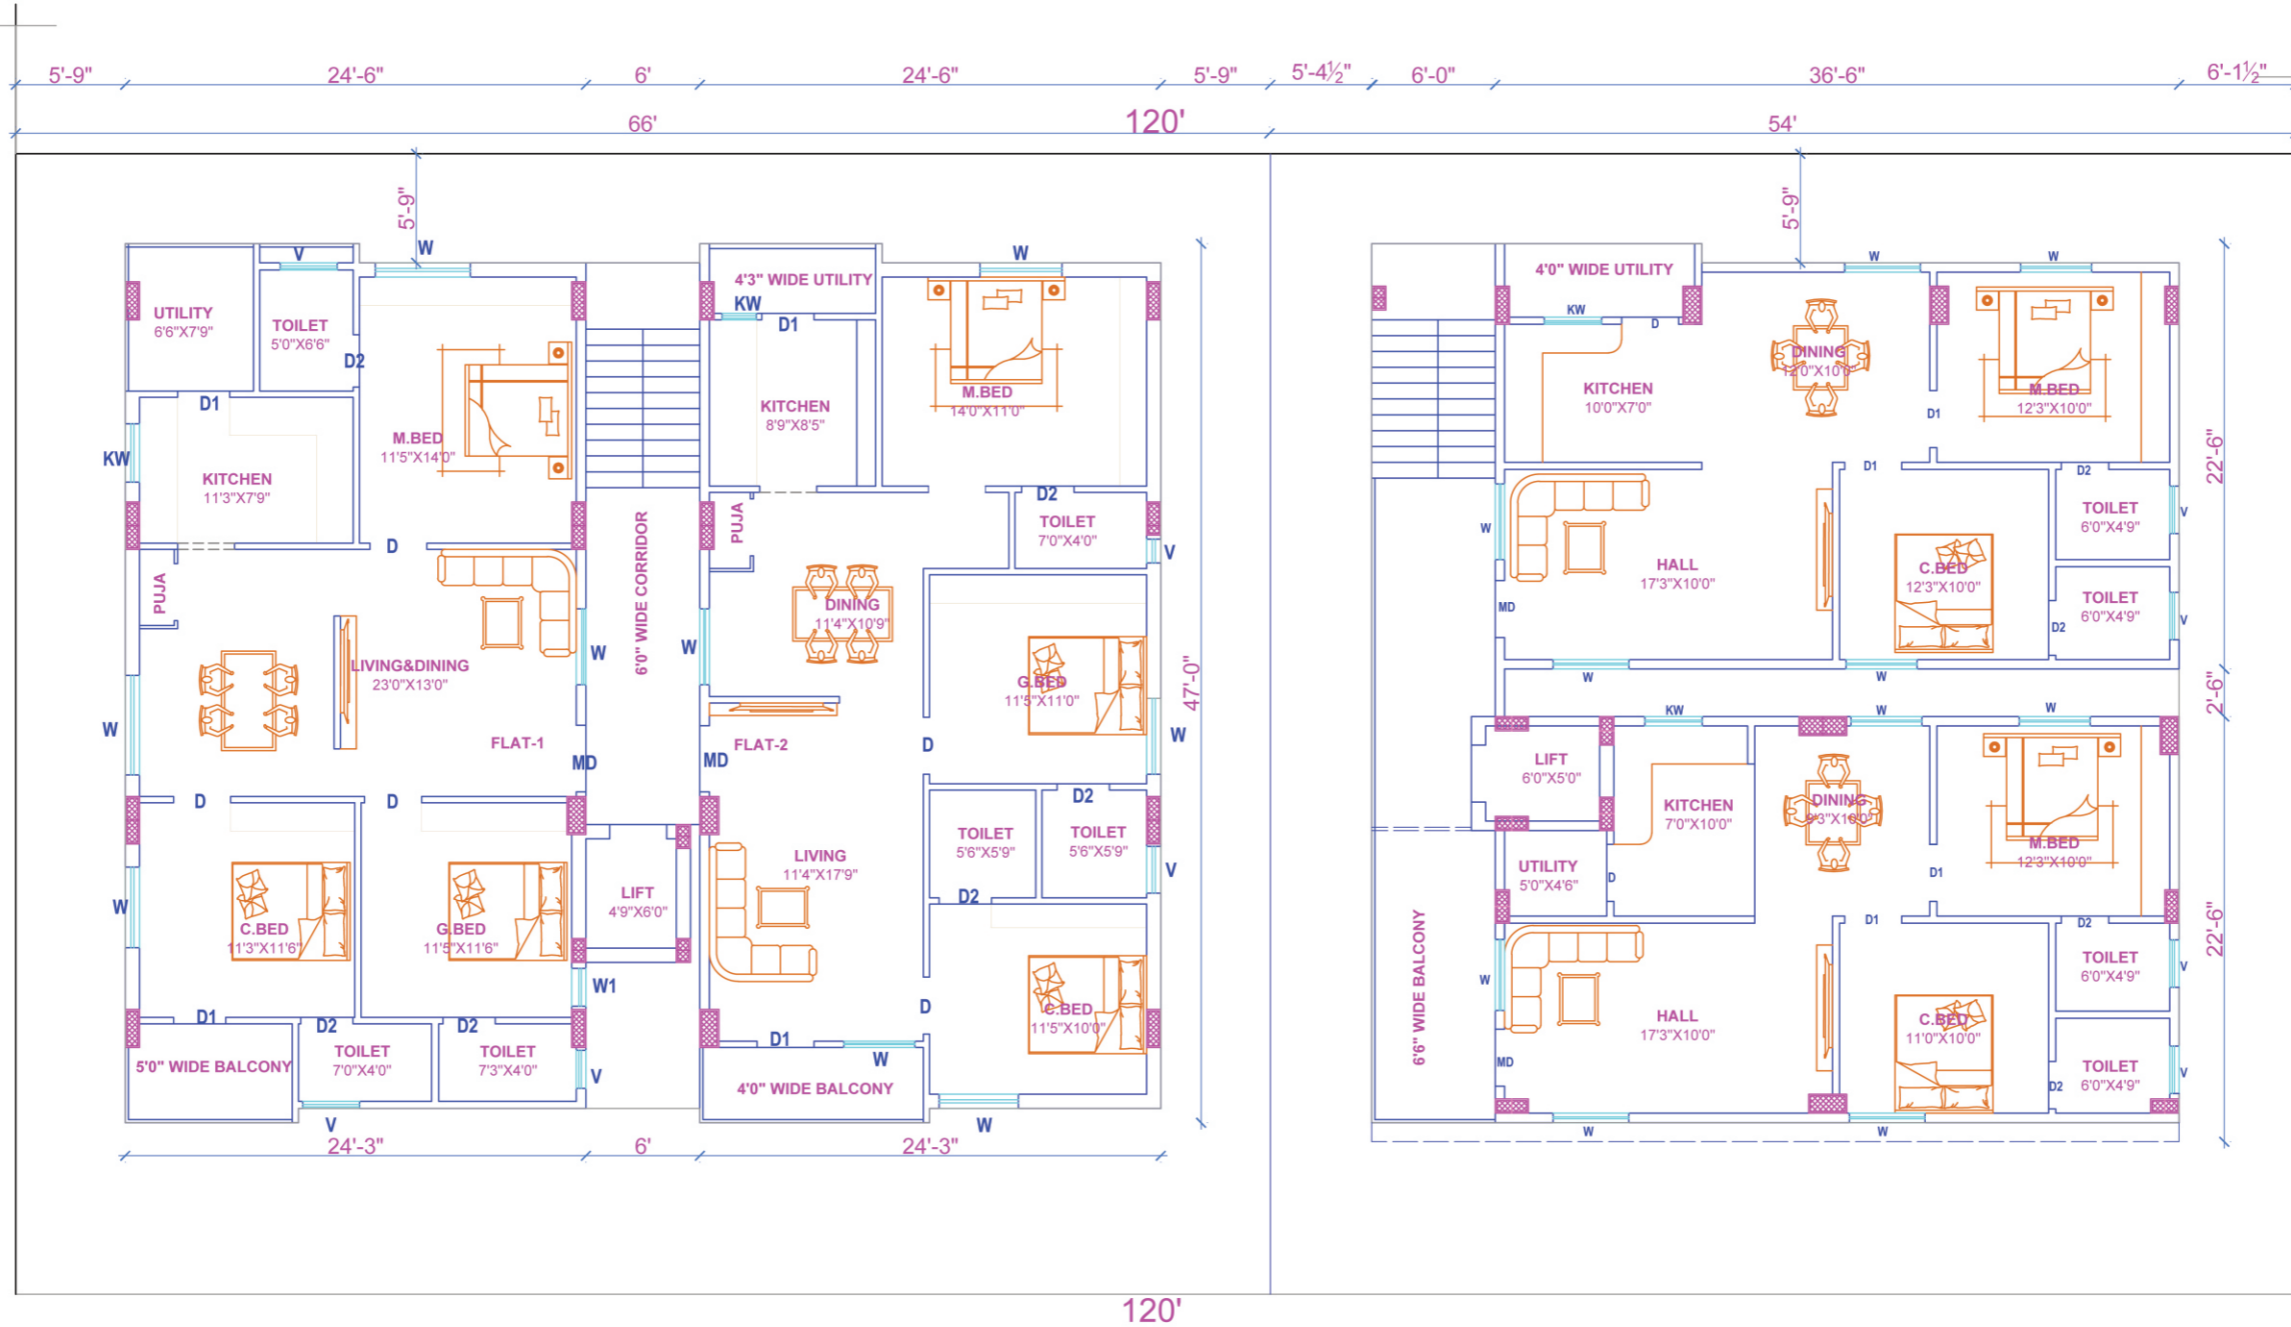 5'-9"
24'-6"
6'
24'-6"
5'-9"
5'-4½"
6'-0"
36'-6"
6'-1½"
66'
120'
54'
5'-9"
5'-9"
V
W
UTILITY
6'6"X7'9"
TOILET
5'0"X6'6"
D2
D1
KW
KITCHEN
11'3"X7'9"
M.BED
11'5"X14'0"
D
PUJA
LIVING&DINING
23'0"X13'0"
FLAT-1
W
W
MD
D
D
W
C.BED
11'3"X11'6"
G.BED
11'5"X11'6"
W1
D1
D2
D2
5'0" WIDE BALCONY
TOILET
7'0"X4'0"
TOILET
7'3"X4'0"
V
V
24'-3"
6'
24'-3"
6'0" WIDE CORRIDOR
LIFT
4'9"X6'0"
4'3" WIDE UTILITY
KW
D1
W
KITCHEN
8'9"X8'5"
M.BED
14'0"X11'0"
PUJA
D2
TOILET
7'0"X4'0"
V
DINING
11'4"X10'9"
W
G.BED
11'5"X11'0"
W
D
FLAT-2
MD
D2
TOILET
5'6"X5'9"
TOILET
5'6"X5'9"
V
D2
LIVING
11'4"X17'9"
D
C.BED
11'5"X10'0"
D1
W
4'0" WIDE BALCONY
W
47'-0"
4'0" WIDE UTILITY
KW
D
W
W
KITCHEN
10'0"X7'0"
DINING
12'0"X10'0"
M.BED
12'3"X10'0"
D1
D1
D2
W
MD
HALL
17'3"X10'0"
C.BED
12'3"X10'0"
TOILET
6'0"X4'9"
V
TOILET
6'0"X4'9"
V
D2
W
W
22'-6"
2'-6"
22'-6"
KW
W
W
LIFT
6'0"X5'0"
KITCHEN
7'0"X10'0"
DINING
9'3"X10'0"
M.BED
12'3"X10'0"
UTILITY
5'0"X4'6"
D
D1
D1
D2
6'6" WIDE BALCONY
W
MD
HALL
17'3"X10'0"
C.BED
11'0"X10'0"
TOILET
6'0"X4'9"
V
TOILET
6'0"X4'9"
V
D2
W
W
120'